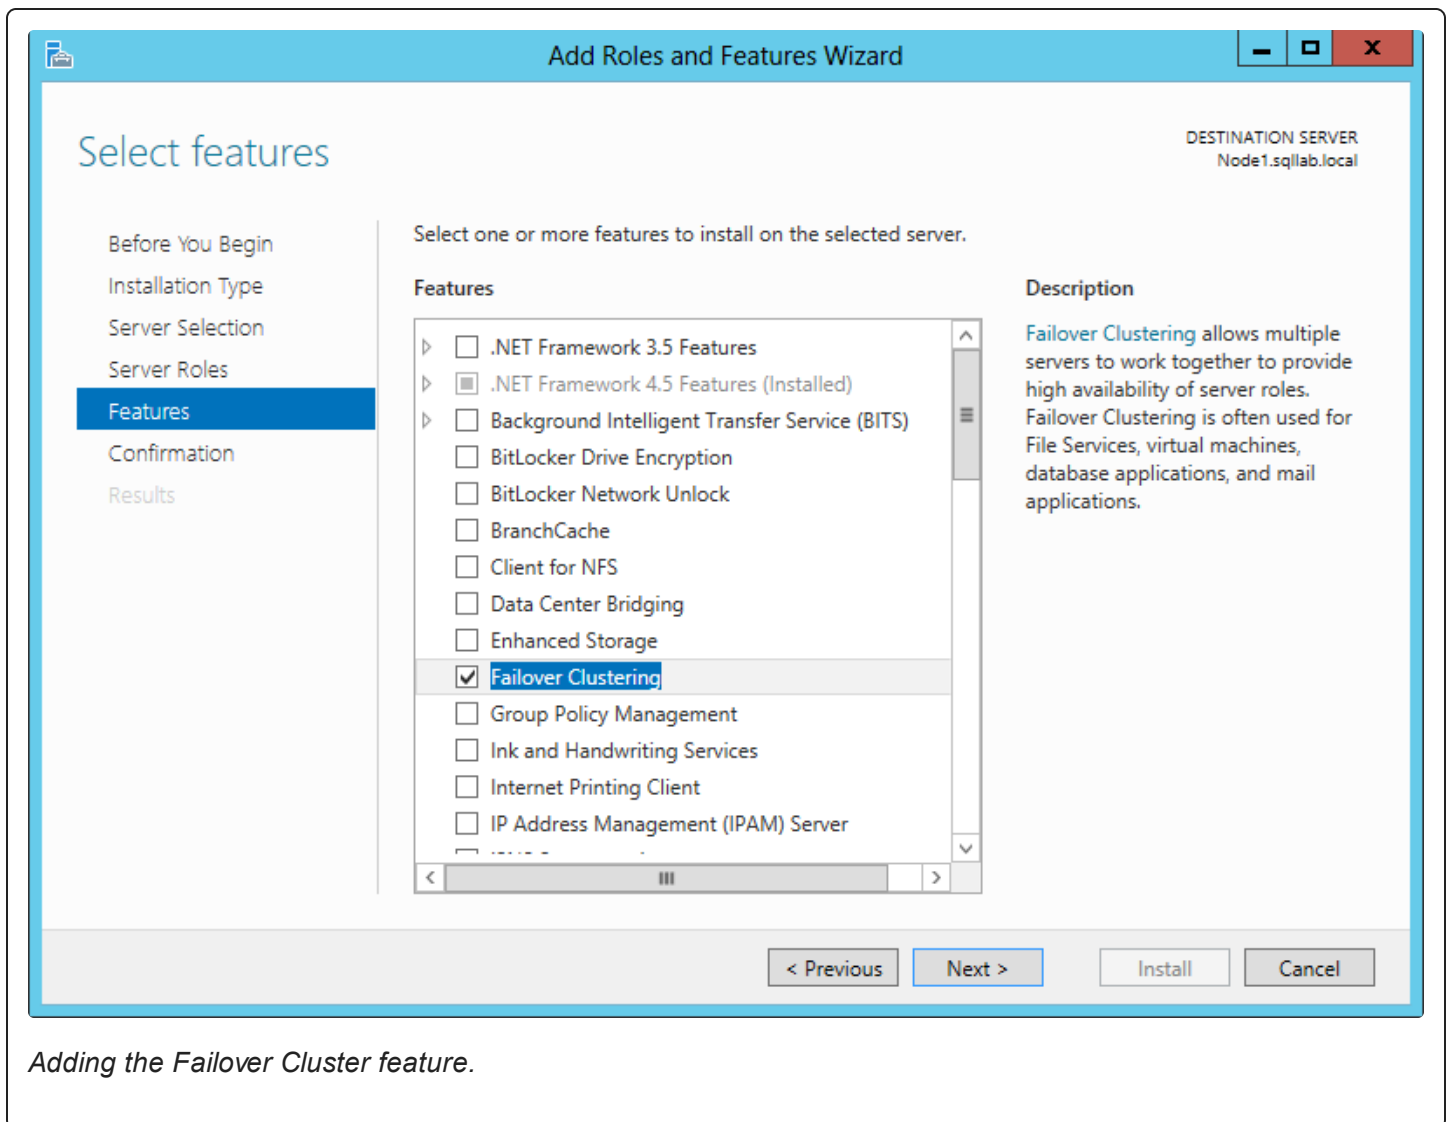 Add Roles and Features Wizard
Select features
DESTINATION SERVER
Node1.sqllab.local
Before You Begin
Installation Type
Server Selection
Server Roles
Features
Confirmation
Results
Select one or more features to install on the selected server.
Features
.NET Framework 3.5 Features
.NET Framework 4.5 Features (Installed)
Background Intelligent Transfer Service (BITS)
BitLocker Drive Encryption
BitLocker Network Unlock
BranchCache
Client for NFS
Data Center Bridging
Enhanced Storage
Failover Clustering
Group Policy Management
Ink and Handwriting Services
Internet Printing Client
IP Address Management (IPAM) Server
Description
Failover Clustering allows multiple
servers to work together to provide
high availability of server roles.
Failover Clustering is often used for
File Services, virtual machines,
database applications, and mail
applications.
< Previous
Next >
Install
Cancel
Adding the Failover Cluster feature.